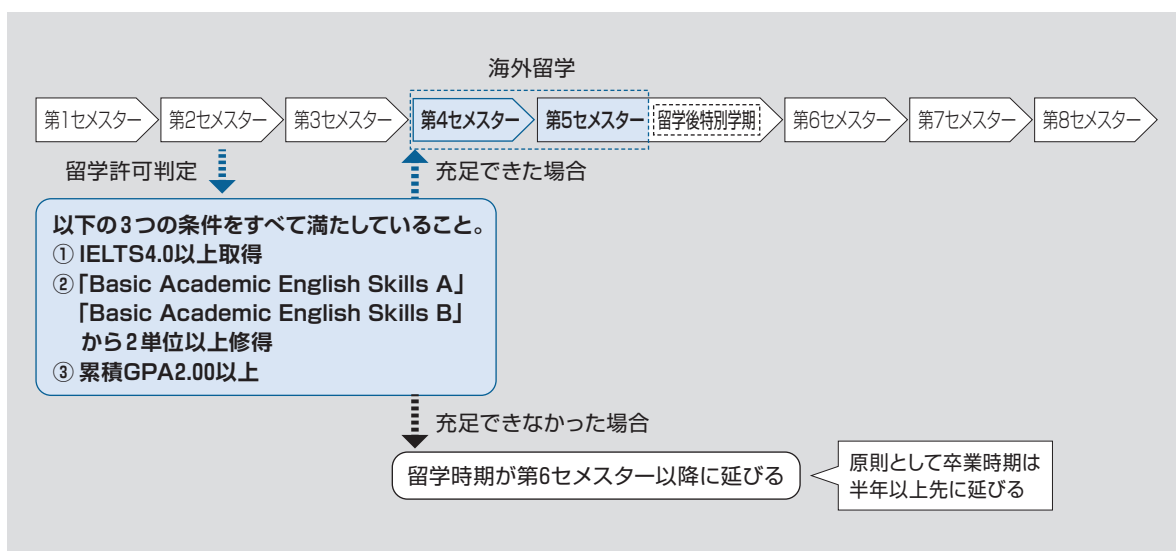 海外留学
第1セメスター
第2セメスター
第3セメスター
第4セメスター
第5セメスター
留学後特別学期
第6セメスター
第7セメスター
第8セメスター
留学許可判定
充足できた場合
以下の3つの条件をすべて満たしていること。
① IELTS4.0以上取得
②「Basic Academic English Skills A」
「Basic Academic English Skills B」
から2単位以上修得
③ 累積GPA2.00以上
充足できなかった場合
留学時期が第6セメスター以降に延びる
原則として卒業時期は
半年以上先に延びる